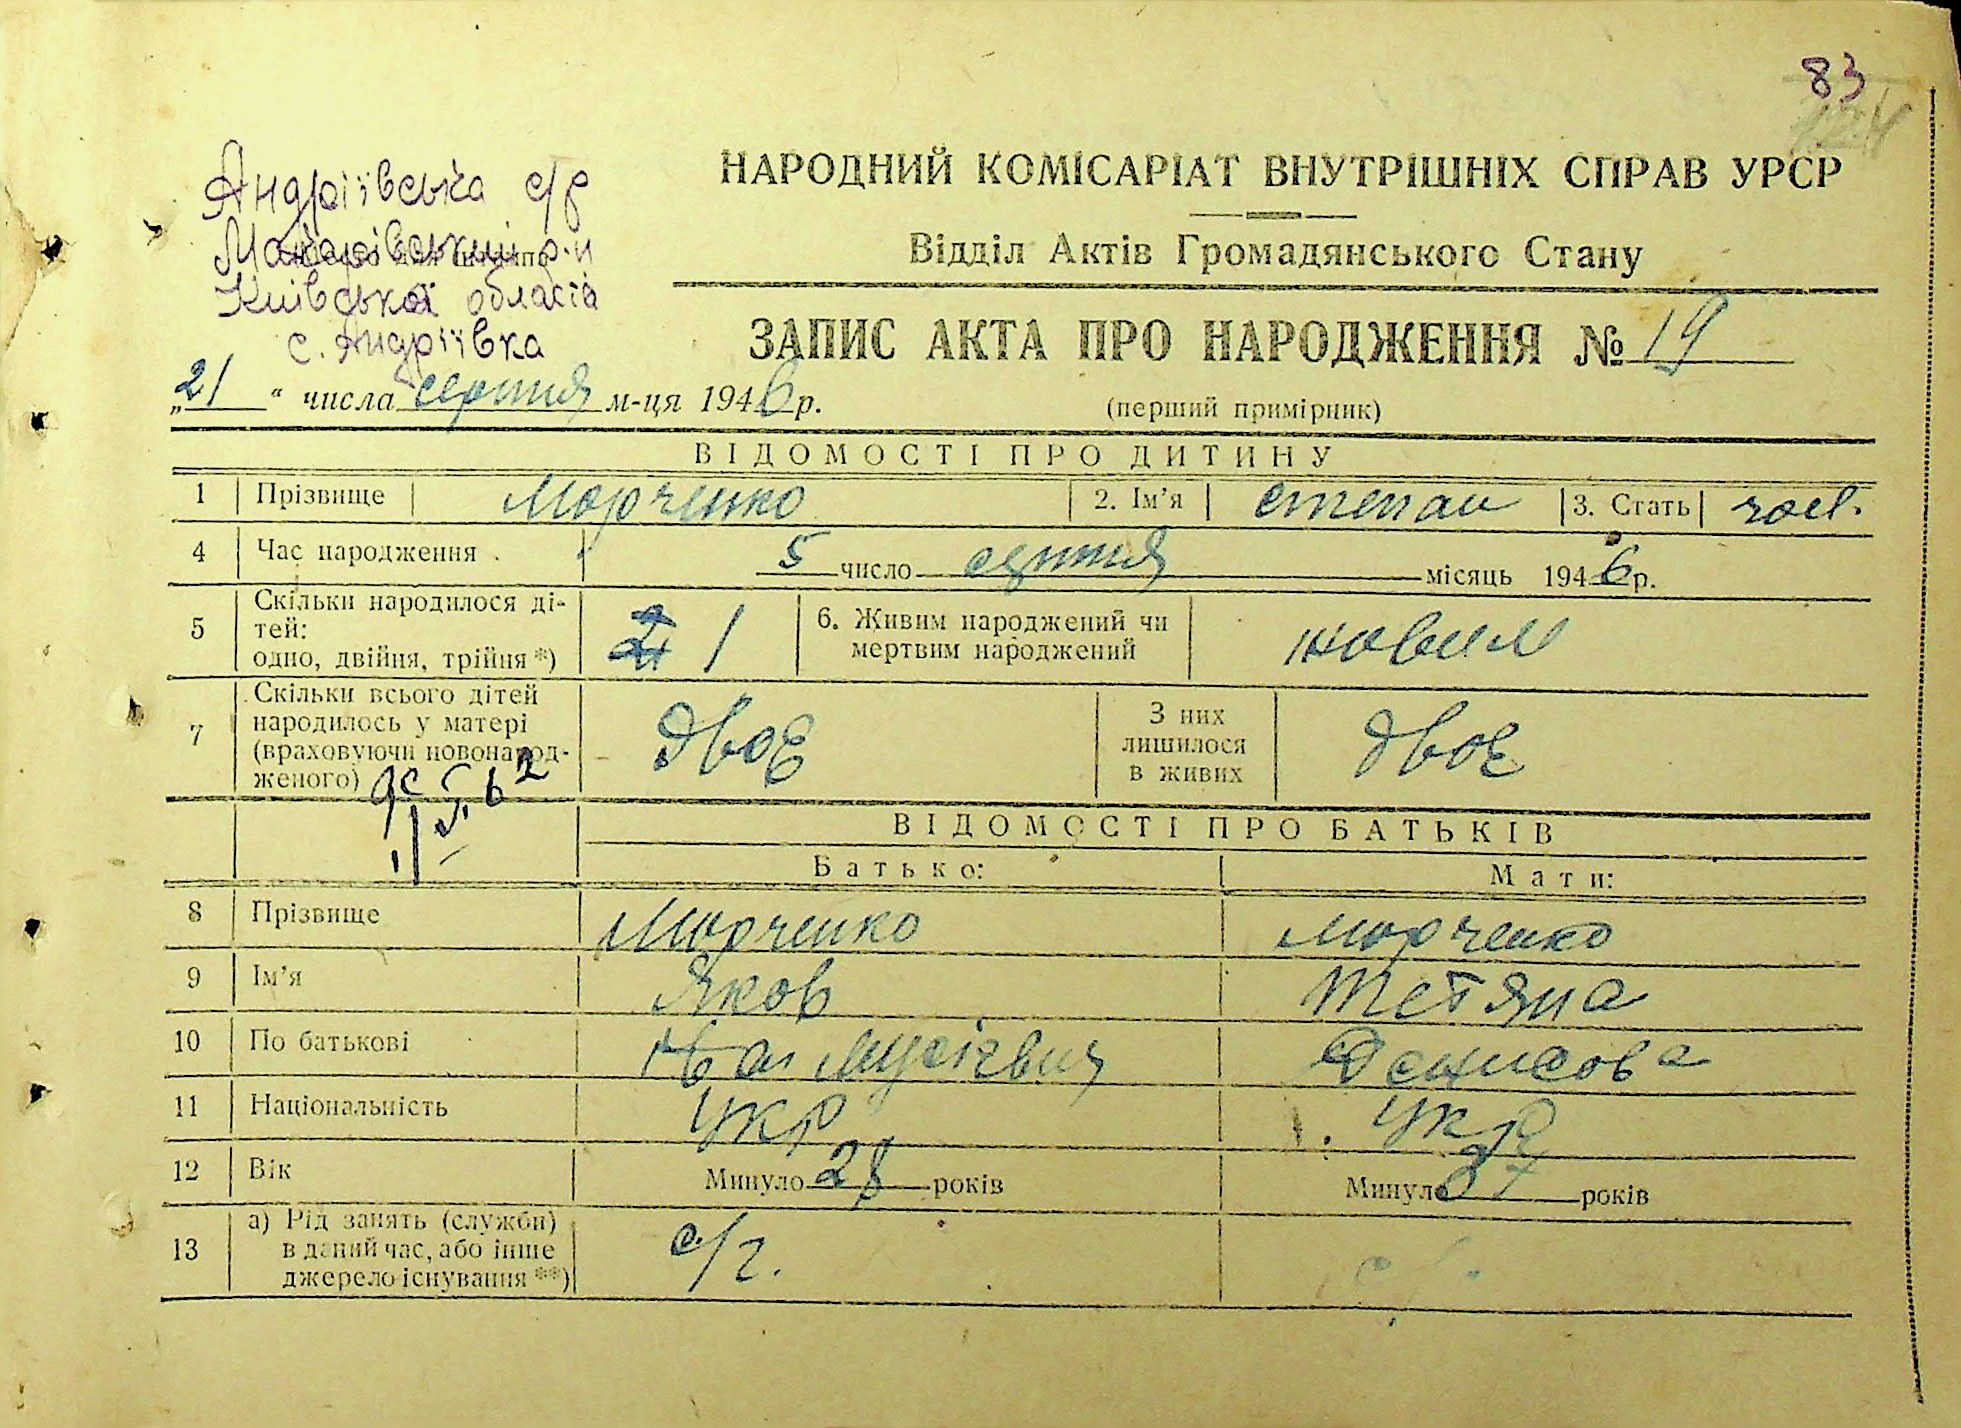 83
Андріївська с/р
Макарівський р-н
Київської області
с. Андріївка
НАРОДНИЙ КОМІСАРІАТ ВНУТРІШНІХ СПРАВ УРСР
Відділ Актів Громадянського Стану
ЗАПИС АКТА ПРО НАРОДЖЕННЯ № 19
„21“ числа серпня м-ця 1946 р.
(перший примірник)
ВІДОМОСТІ ПРО ДИТИНУ
1 Прізвище Марченко 2. Ім’я Степан 3. Стать чол.
4 Час народження . 5 число серпня місяць 1946 р.
5 Скільки народилося ді-
тей:
одно, двійня, трійня *) 1
6. Живим народжений чи
мертвим народжений живим
7 Скільки всього дітей
народилось у матері
(враховуючи новонарод-
женого) двоє
З них
лишилося
в живих двоє
ВІДОМОСТІ ПРО БАТЬКІВ
Батько: Мати:
8 Прізвище Марченко Марченко
9 Ім’я Яков Тетяна
10 По батькові Денисова
11 Національність укр укр
12 Вік Минуло 28 років Минуло років
13 а) Рід занять (служби)
в даний час, або інше
джерело існування **) с/г.